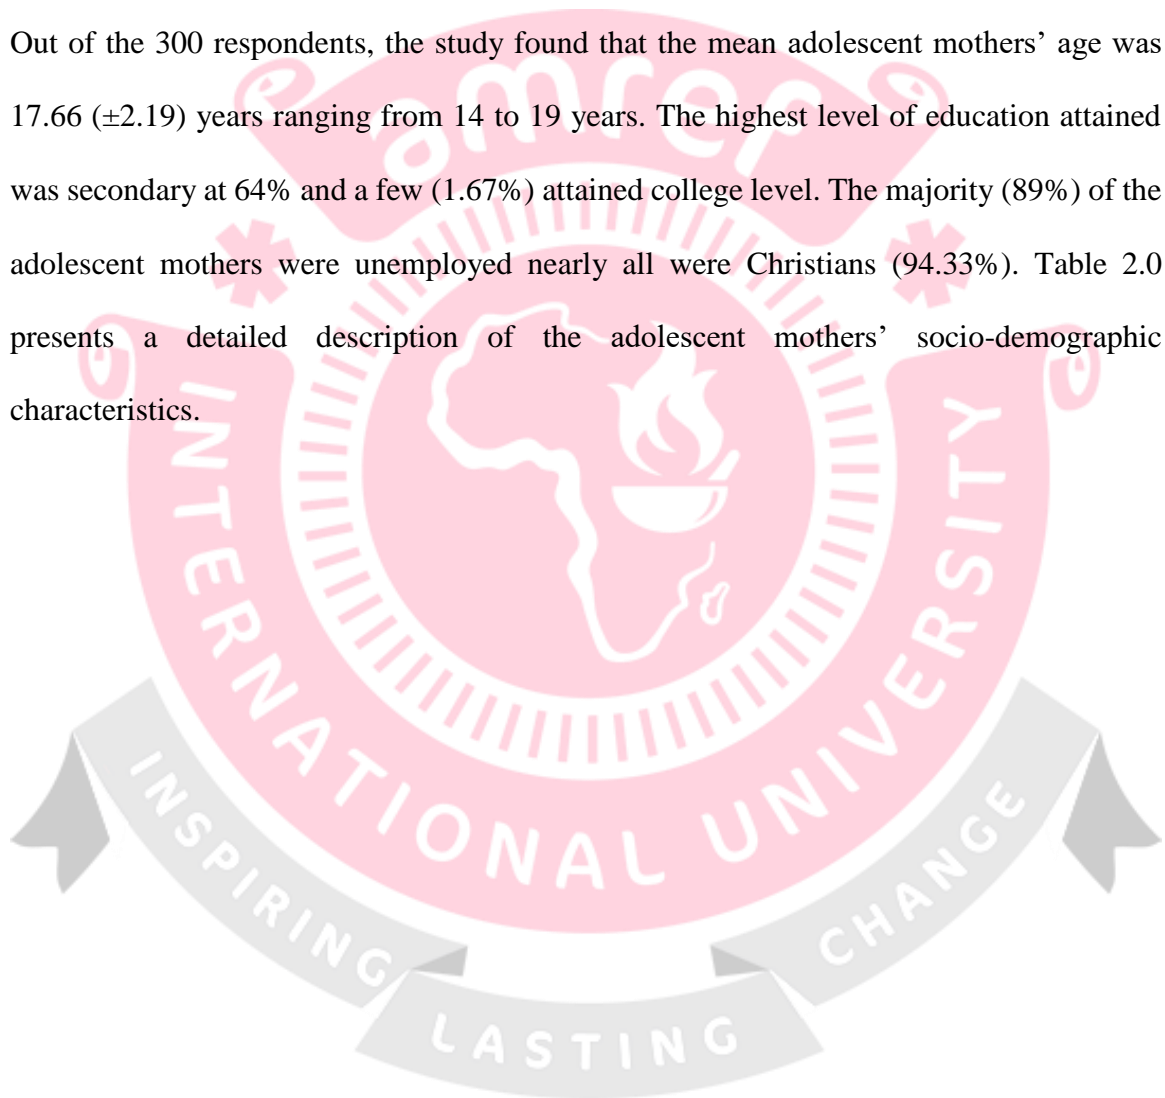 amref
Out of the 300 respondents, the study found that the mean adolescent mothers’ age was
17.66 (±2.19) years ranging from 14 to 19 years. The highest level of education attained
was secondary at 64% and a few (1.67%) attained college level. The majority (89%) of the
adolescent mothers were unemployed nearly all were Christians (94.33%). Table 2.0
presents a detailed description of the adolescent mothers’ socio-demographic
characteristics.
INTERNATIONAL UNIVERSITY
INSPIRING LASTING CHANGE